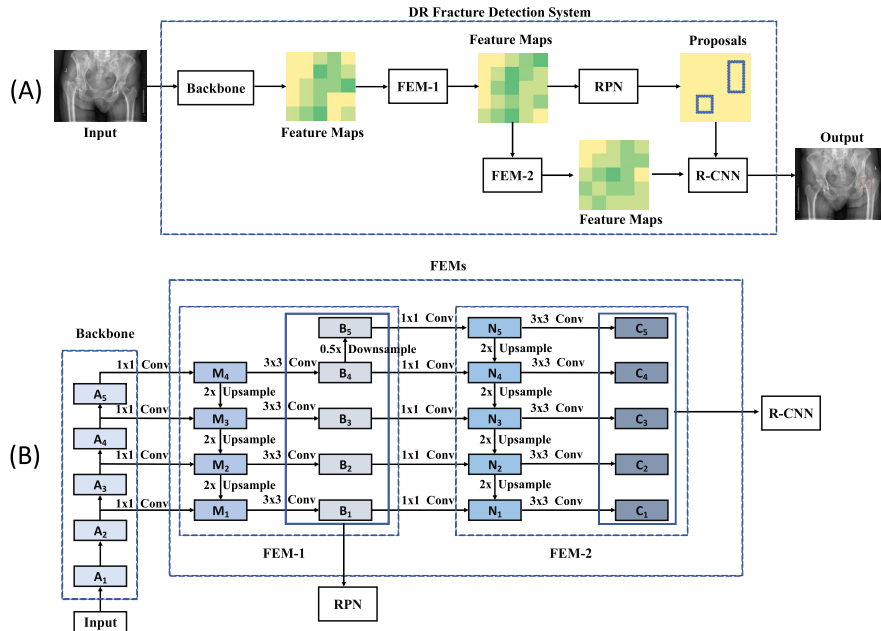 DR Fracture Detection System
(A)
Input
Backbone
Feature Maps
FEM-1
Feature Maps
RPN
Proposals
FEM-2
Feature Maps
R-CNN
Output
(B)
FEMs
Backbone
A5
A4
A3
A2
A1
Input
1x1 Conv
1x1 Conv
1x1 Conv
1x1 Conv
M4
2x Upsample
M3
2x Upsample
M2
2x Upsample
M1
3x3 Conv
3x3 Conv
3x3 Conv
3x3 Conv
B5
0.5x Downsample
B4
B3
B2
B1
FEM-1
RPN
1x1 Conv
1x1 Conv
1x1 Conv
1x1 Conv
1x1 Conv
N5
2x Upsample
N4
2x Upsample
N3
2x Upsample
N2
2x Upsample
N1
3x3 Conv
3x3 Conv
3x3 Conv
3x3 Conv
3x3 Conv
C5
C4
C3
C2
C1
FEM-2
R-CNN